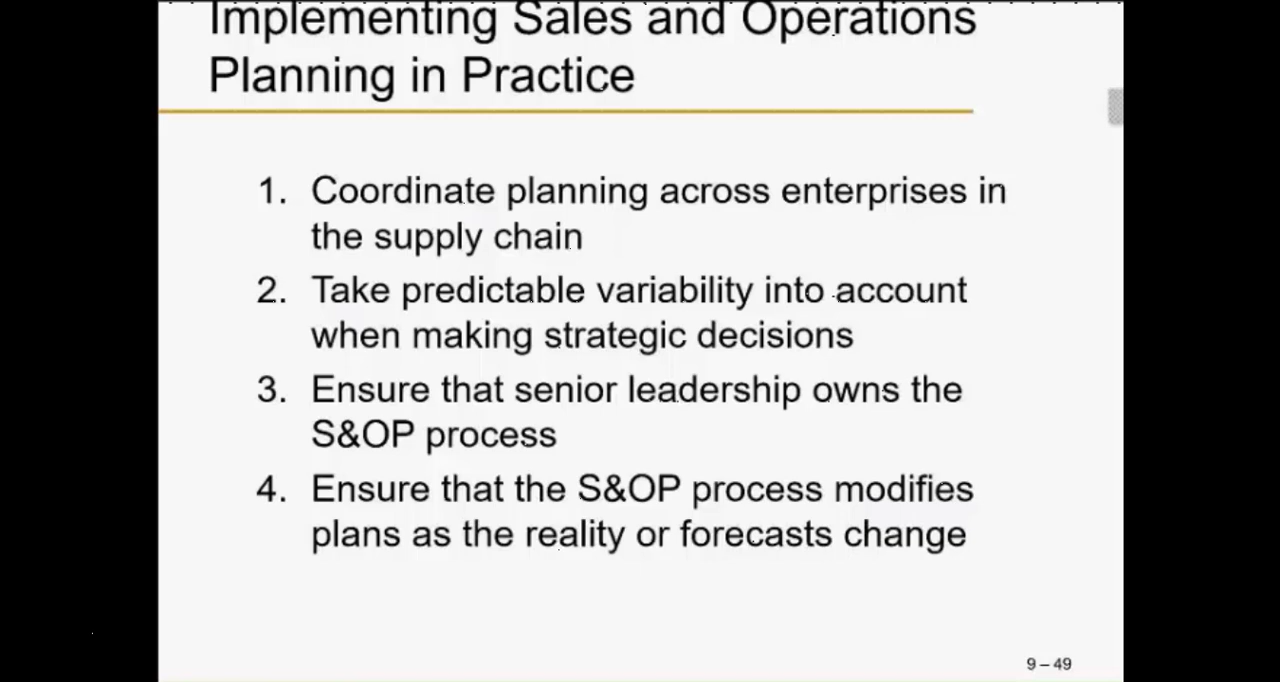 Implementing Sales and Operations
Planning in Practice
1. Coordinate planning across enterprises in
the supply chain
2. Take predictable variability into account
when making strategic decisions
3. Ensure that senior leadership owns the
S&OP process
4. Ensure that the S&OP process modifies
plans as the reality or forecasts change
9 – 49